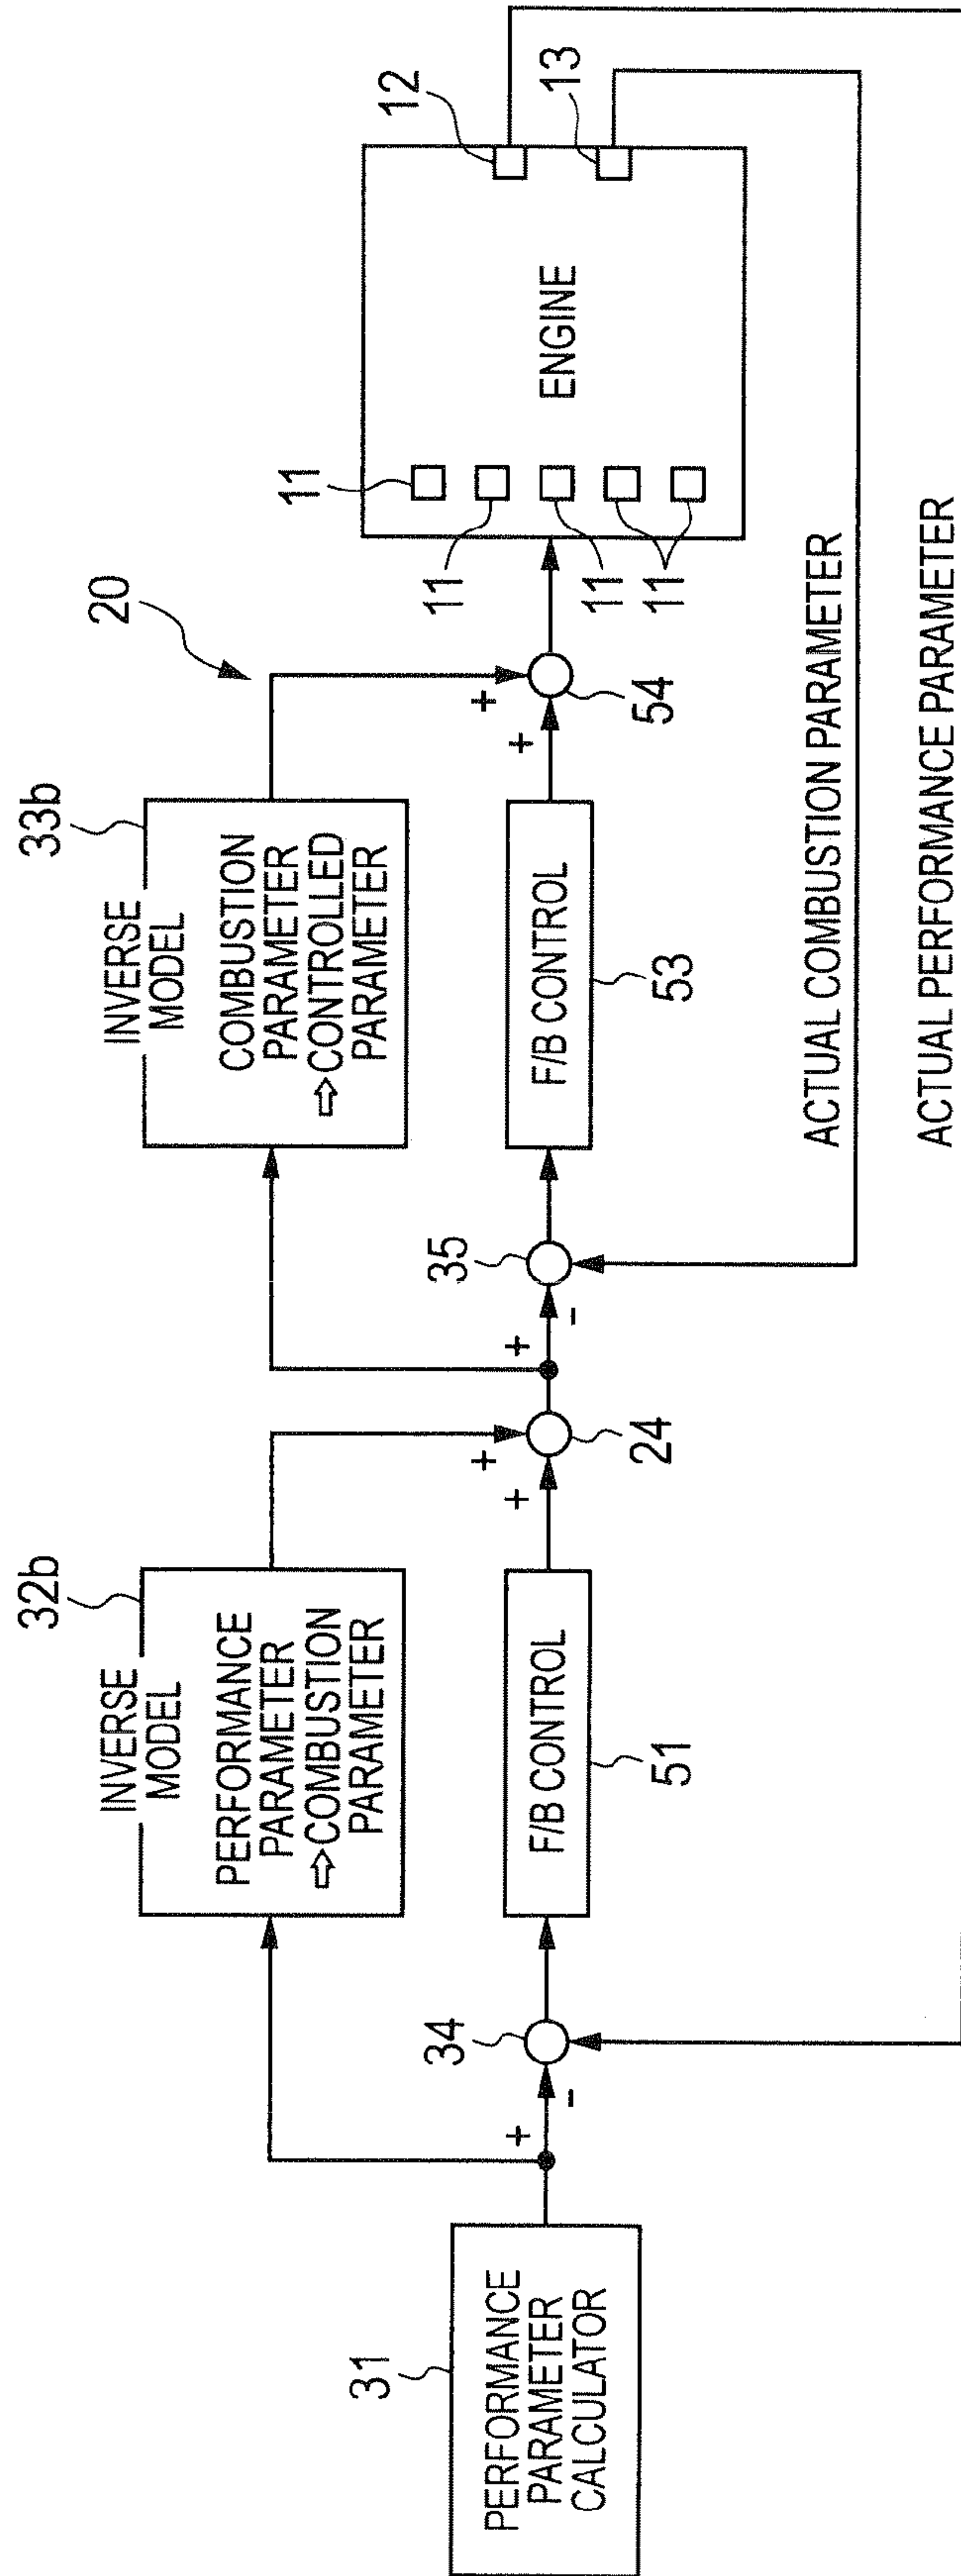 31
PERFORMANCE
PARAMETER
CALCULATOR
+
-
34
INVERSE
MODEL
32b
PERFORMANCE
PARAMETER
⇨COMBUSTION
PARAMETER
F/B CONTROL
51
+
+
24
+
-
35
INVERSE
MODEL
33b
COMBUSTION
PARAMETER
⇨CONTROLLED
PARAMETER
F/B CONTROL
53
20
+
+
54
11
11
11
11
ENGINE
12
13
ACTUAL COMBUSTION PARAMETER
ACTUAL PERFORMANCE PARAMETER